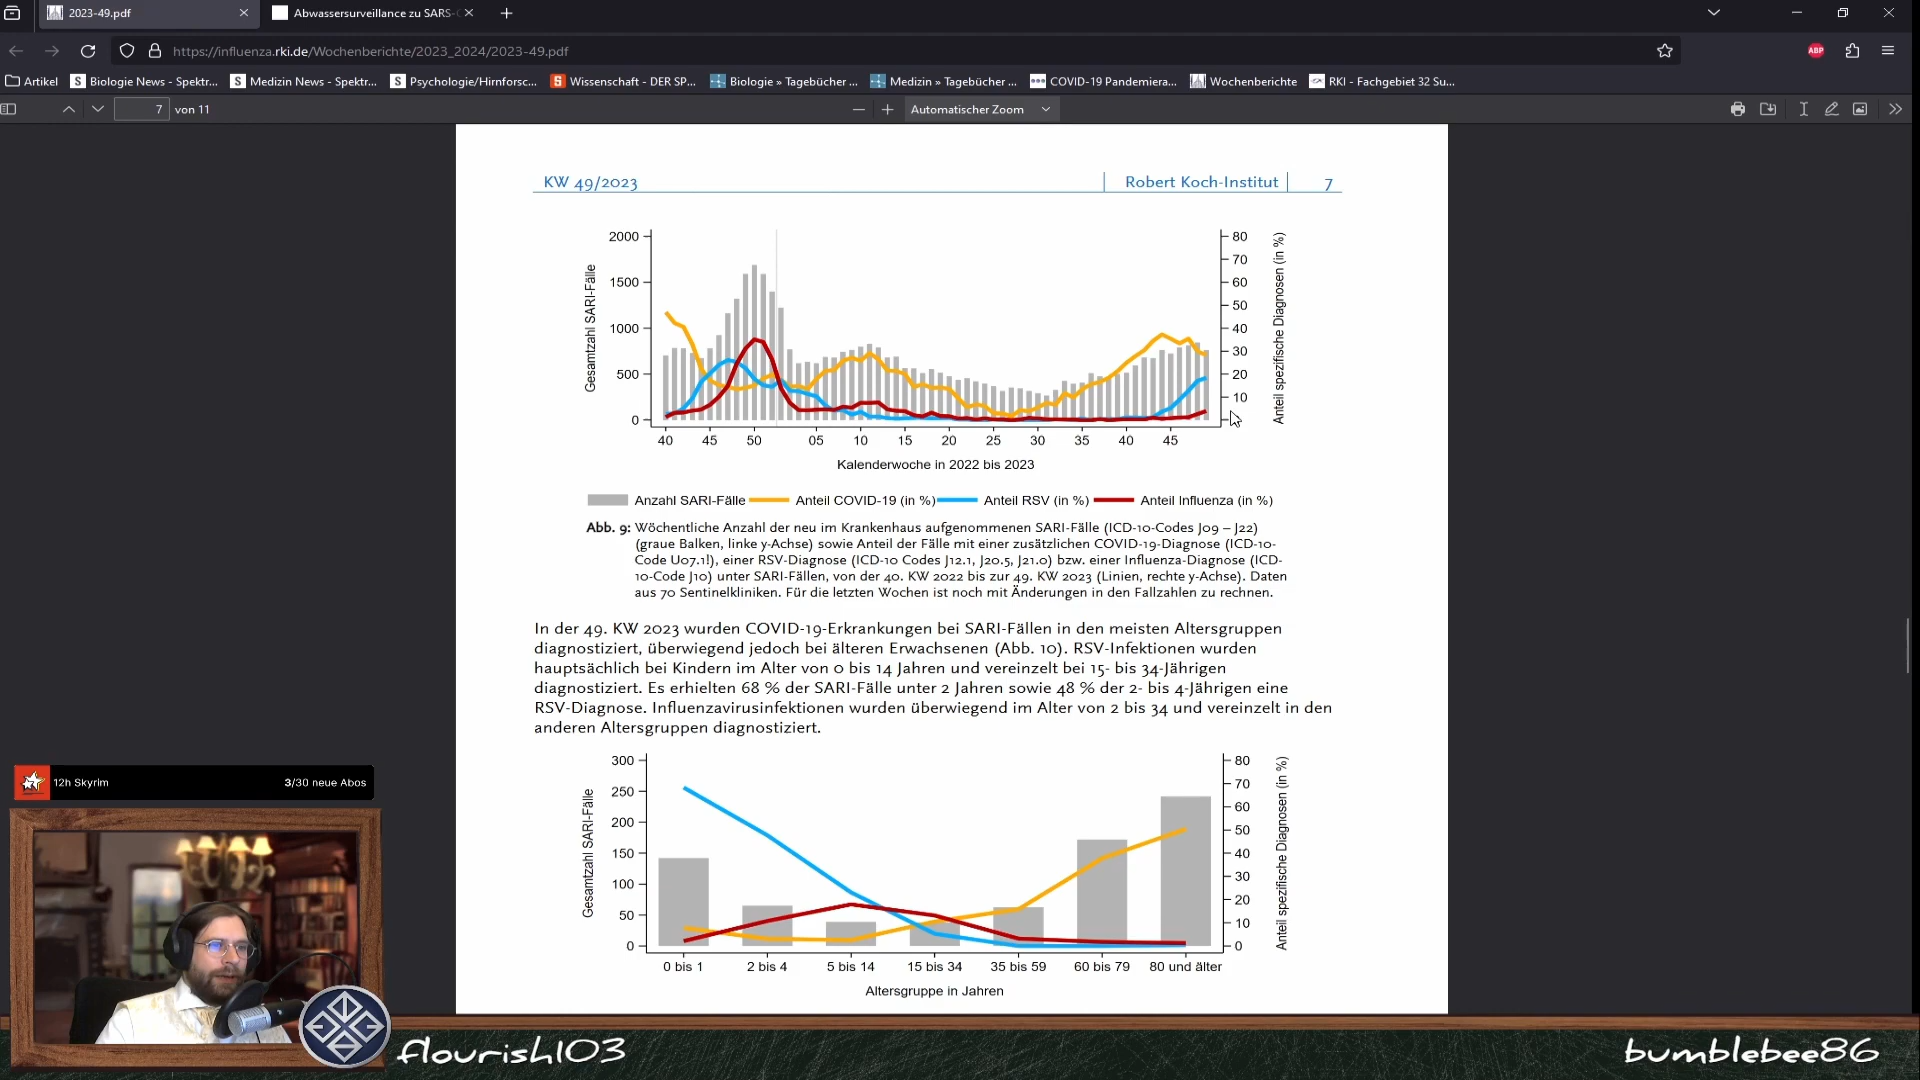 2023-49.pdf
Abwassersurveillance zu SARS-
https://influenza.rki.de/Wochenberichte/2023_2024/2023-49.pdf
ABP
Artikel
Biologie News - Spektr...
Medizin News - Spektr...
Psychologie/Hirnforsc...
Wissenschaft - DER SP...
Biologie » Tagebücher ...
Medizin » Tagebücher ...
COVID-19 Pandemiera...
Wochenberichte
RKI - Fachgebiet 32 Su...
7 von 11
Automatischer Zoom
KW 49/2023
Robert Koch-Institut
7
Gesamtzahl SARI-Fälle
2000
1500
1000
500
0
80
70
60
50
40
30
20
10
Anteil spezifische Diagnosen (in %)
40 45 50 05 10 15 20 25 30 35 40 45
Kalenderwoche in 2022 bis 2023
Anzahl SARI-Fälle Anteil COVID-19 (in %) Anteil RSV (in %) Anteil Influenza (in %)
Abb. 9: Wöchentliche Anzahl der neu im Krankenhaus aufgenommenen SARI-Fälle (ICD-10-Codes J09 – J22)
(graue Balken, linke y-Achse) sowie Anteil der Fälle mit einer zusätzlichen COVID-19-Diagnose (ICD-10-
Code U07.1!), einer RSV-Diagnose (ICD-10 Codes J12.1, J20.5, J21.0) bzw. einer Influenza-Diagnose (ICD-
10-Code J10) unter SARI-Fällen, von der 40. KW 2022 bis zur 49. KW 2023 (Linien, rechte y-Achse). Daten
aus 70 Sentinelkliniken. Für die letzten Wochen ist noch mit Änderungen in den Fallzahlen zu rechnen.
In der 49. KW 2023 wurden COVID-19-Erkrankungen bei SARI-Fällen in den meisten Altersgruppen
diagnostiziert, überwiegend jedoch bei älteren Erwachsenen (Abb. 10). RSV-Infektionen wurden
hauptsächlich bei Kindern im Alter von 0 bis 14 Jahren und vereinzelt bei 15- bis 34-Jährigen
diagnostiziert. Es erhielten 68 % der SARI-Fälle unter 2 Jahren sowie 48 % der 2- bis 4-Jährigen eine
RSV-Diagnose. Influenzavirusinfektionen wurden überwiegend im Alter von 2 bis 34 und vereinzelt in den
anderen Altersgruppen diagnostiziert.
Gesamtzahl SARI-Fälle
300
250
200
150
100
50
0
80
70
60
50
40
30
20
10
0
Anteil spezifische Diagnosen (in %)
0 bis 1 2 bis 4 5 bis 14 15 bis 34 35 bis 59 60 bis 79 80 und älter
Altersgruppe in Jahren
12h Skyrim 3/30 neue Abos
flourish103
bumblebee86